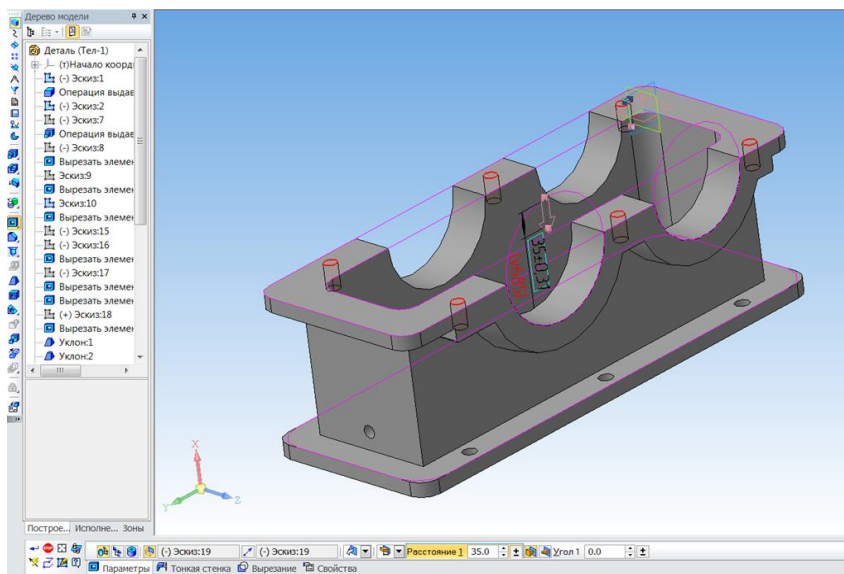 Дерево модели
Деталь (Тел-1)
(т)Начало коорди
(-) Эскиз:1
Операция выдав
(-) Эскиз:2
(-) Эскиз:7
Операция выдав
(-) Эскиз:8
Вырезать элемен
Эскиз:9
Вырезать элемен
Эскиз:10
Вырезать элемен
(-) Эскиз:15
(-) Эскиз:16
Вырезать элемен
(-) Эскиз:17
Вырезать элемен
Вырезать элемен
(+) Эскиз:18
Вырезать элемен
Уклон:1
Уклон:2
35±0.31
X
Y
Z
Построе... Исполне... Зоны
(-) Эскиз:19 (-) Эскиз:19 Расстояние 1 35.0 Угол 1 0.0
Параметры Тонкая стенка Вырезание Свойства